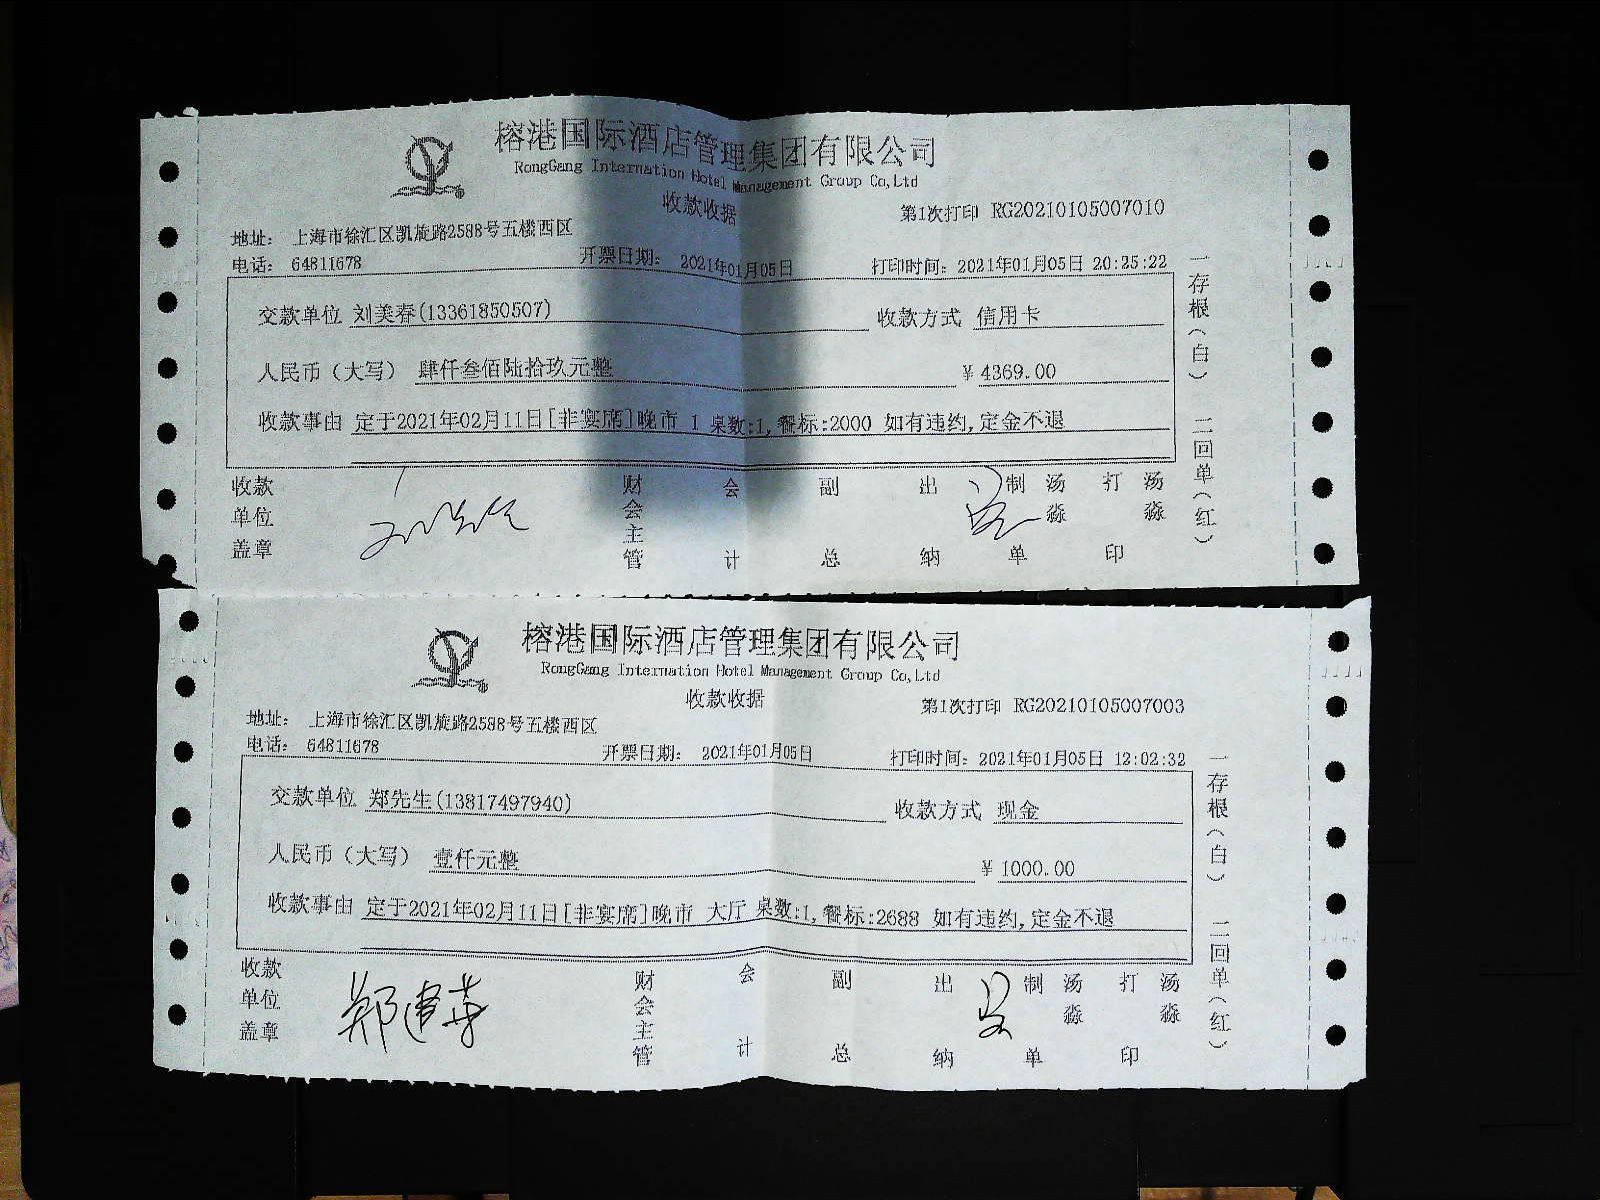 榕港国际酒店管理集团有限公司
RongGang Internation Hotel Management Group Co,Ltd
收款收据
第1次打印 RG20210105007010
地址: 上海市徐汇区凯旋路2588号五楼西区
电话: 64811678 开票日期: 2021年01月05日 打印时间: 2021年01月05日 20:25:22
交款单位 刘美春(13361850507) 收款方式 信用卡
人民币（大写） 肆仟叁佰陆拾玖元整 ¥4369.00
收款事由 定于2021年02月11日[非宴席]晚市 1 桌数:1,餐标:2000 如有违约,定金不退
收款单位盖章 财会主管 会计 副总 出纳 制单 汤淼 打印 汤淼
一存根(白) 二回单(红)
榕港国际酒店管理集团有限公司
RongGang Internation Hotel Management Group Co,Ltd
收款收据
第1次打印 RG20210105007003
地址: 上海市徐汇区凯旋路2588号五楼西区
电话: 64811678 开票日期: 2021年01月05日 打印时间: 2021年01月05日 12:02:32
交款单位 郑先生(13817497940) 收款方式 现金
人民币（大写） 壹仟元整 ¥1000.00
收款事由 定于2021年02月11日[非宴席]晚市 大厅 桌数:1,餐标:2688 如有违约,定金不退
收款单位盖章 财会主管 会计 副总 出纳 制单 汤淼 打印 汤淼
一存根(白) 二回单(红)